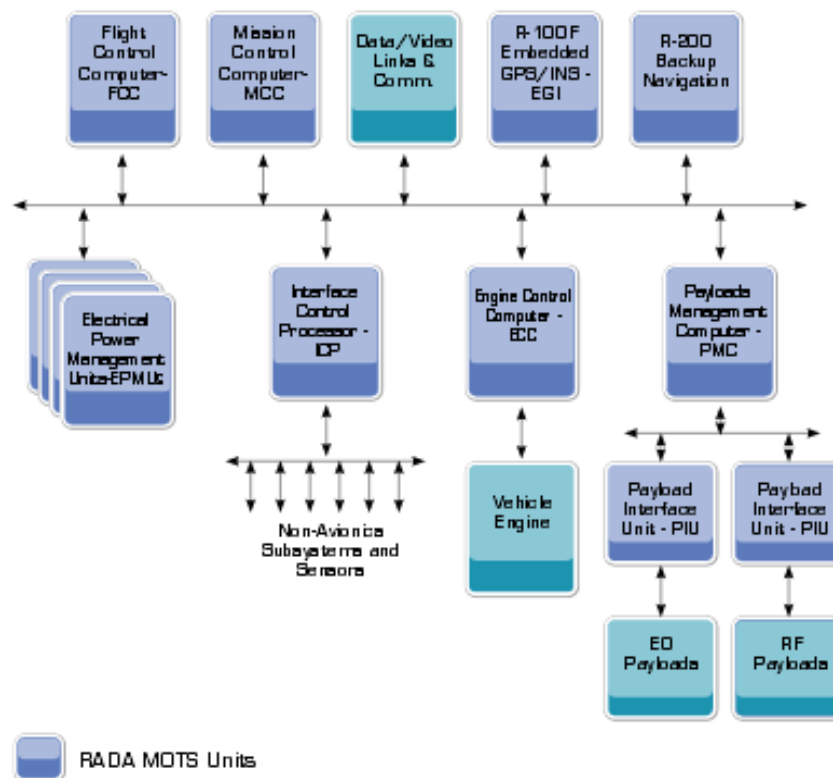 Flight
Control
Computer-
FCC
Mission
Control
Computer-
MCC
Data/Video
Links &
Comm.
R-100F
Embedded
GPS/INS -
EGI
R-200
Backup
Navigation
Electrical
Power
Management
Units-EPMUs
Interface
Control
Processor -
ICP
Engine Control
Computer -
ECC
Payloads
Management
Computer -
PMC
Non-Avionics
Subsystems and
Sensors
Vehicle
Engine
Payload
Interface
Unit - PIU
Payload
Interface
Unit - PIU
EO
Payloads
RF
Payloads
RADA MOTS Units